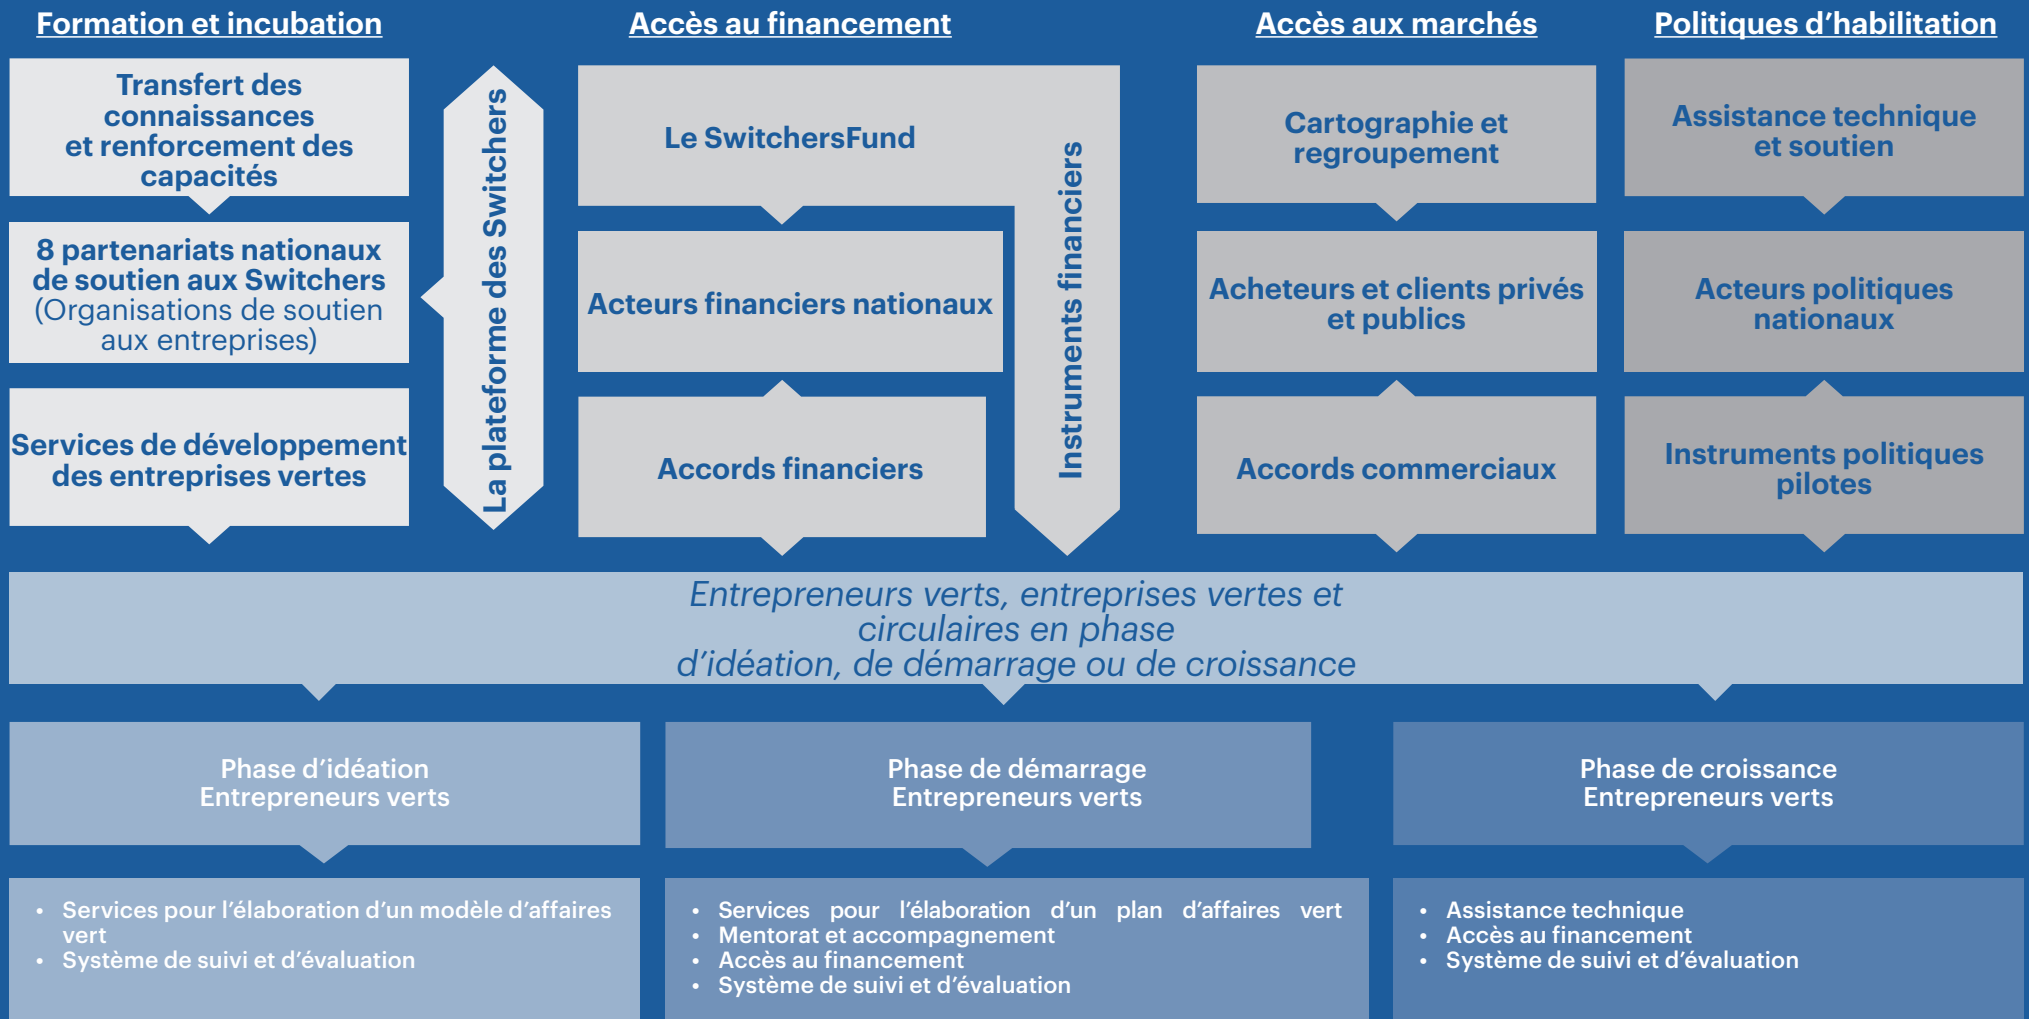 Formation et incubation
Transfert des
connaissances
et renforcement des
capacités
8 partenariats nationaux
de soutien aux Switchers
(Organisations de soutien
aux entreprises)
Services de développement
des entreprises vertes
La plateforme des Switchers
Accès au financement
Le SwitchersFund
Acteurs financiers nationaux
Accords financiers
Instruments financiers
Accès aux marchés
Cartographie et
regroupement
Acheteurs et clients privés
et publics
Accords commerciaux
Politiques d’habilitation
Assistance technique
et soutien
Acteurs politiques
nationaux
Instruments politiques
pilotes
Entrepreneurs verts, entreprises vertes et
circulaires en phase
d’idéation, de démarrage ou de croissance
Phase d’idéation
Entrepreneurs verts
• Services pour l’élaboration d’un modèle d’affaires
vert
• Système de suivi et d’évaluation
Phase de démarrage
Entrepreneurs verts
• Services pour l’élaboration d’un plan d’affaires vert
• Mentorat et accompagnement
• Accès au financement
• Système de suivi et d’évaluation
Phase de croissance
Entrepreneurs verts
• Assistance technique
• Accès au financement
• Système de suivi et d’évaluation